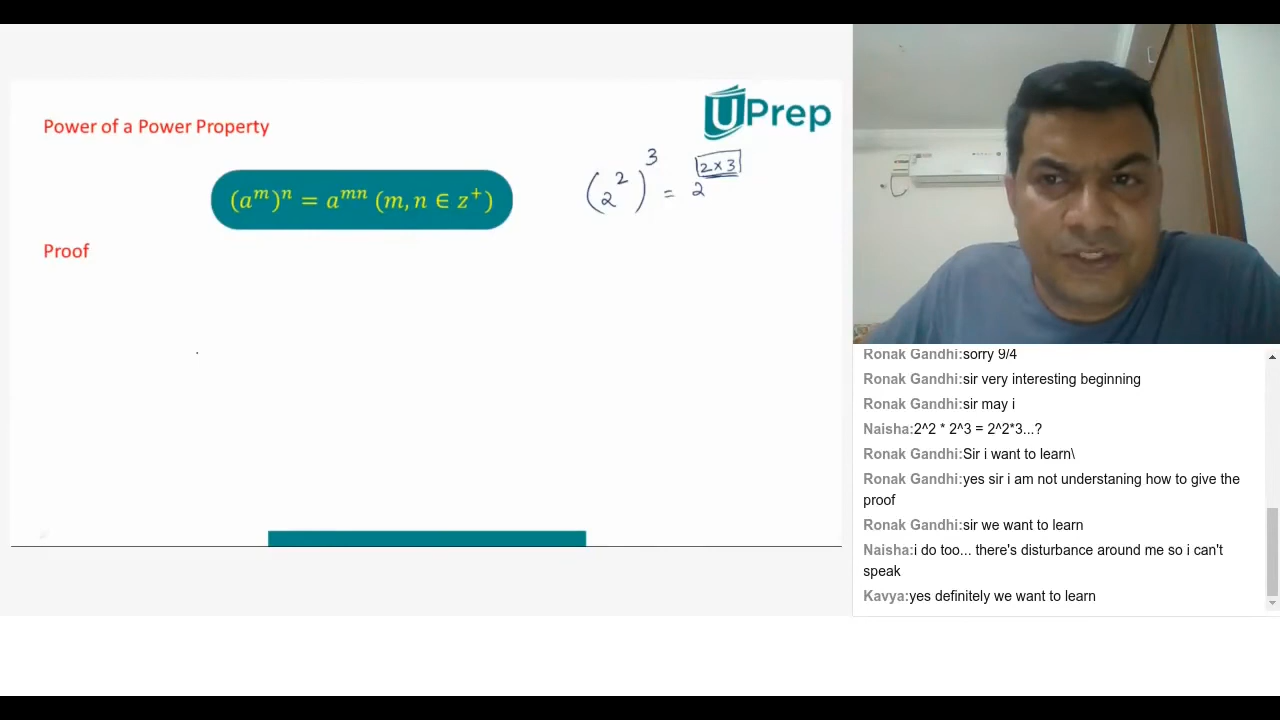 UPrep
Power of a Power Property
(a^m)^n = a^{mn} (m, n ∈ z^+)
(2^2)^3 = 2^{2×3}
Proof
Ronak Gandhi:sorry 9/4
Ronak Gandhi:sir very interesting beginning
Ronak Gandhi:sir may i
Naisha:2^2 * 2^3 = 2^2*3...?
Ronak Gandhi:Sir i want to learn\
Ronak Gandhi:yes sir i am not understaning how to give the
proof
Ronak Gandhi:sir we want to learn
Naisha:i do too... there's disturbance around me so i can't
speak
Kavya:yes definitely we want to learn